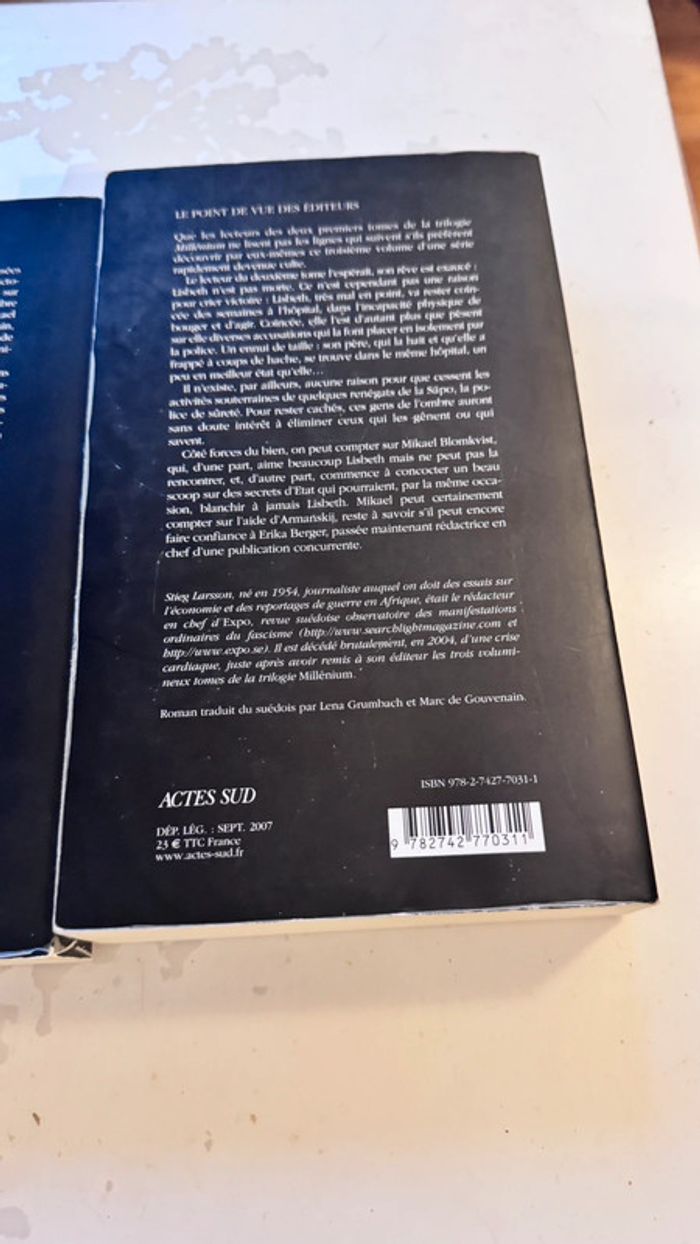 LE POINT DE VUE DES ÉDITEURS
Que les lecteurs des deux premiers tomes de la trilogie
Millénium ne lisent pas les lignes qui suivent s'ils préfèrent
découvrir par eux-mêmes ce troisième volume d'une série
rapidement devenue culte.
Le lecteur du deuxième tome l'espérait, son rêve est exaucé :
Lisbeth n'est pas morte. Ce n'est cependant pas une raison
pour crier victoire : Lisbeth, très mal en point, va rester coin-
cée des semaines à l'hôpital, dans l'incapacité physique de
bouger et d'agir. Coincée, elle l'est d'autant plus que pèsent
sur elle diverses accusations qui la font placer en isolement par
la police. Un ennui de taille : son père, qui la hait et qu'elle a
frappé à coups de hache, se trouve dans le même hôpital, un
peu en meilleur état qu'elle...
Il n'existe, par ailleurs, aucune raison pour que cessent les
activités souterraines de quelques renégats de la Säpo, la po-
lice de sûreté. Pour rester cachés, ces gens de l'ombre auront
sans doute intérêt à éliminer ceux qui les gênent ou qui
savent.
Côté forces du bien, on peut compter sur Mikael Blomkvist,
qui, d'une part, aime beaucoup Lisbeth mais ne peut pas la
rencontrer, et, d'autre part, commence à concocter un beau
scoop sur des secrets d'Etat qui pourraient, par la même occa-
sion, blanchir à jamais Lisbeth. Mikael peut certainement
compter sur l'aide d'Armanskij, reste à savoir s'il peut encore
faire confiance à Erika Berger, passée maintenant rédactrice en
chef d'une publication concurrente.
Stieg Larsson, né en 1954, journaliste auquel on doit des essais sur
l'économie et des reportages de guerre en Afrique, était le rédacteur
en chef d'Expo, revue suédoise observatoire des manifestations
ordinaires du fascisme (http://www.searchlightmagazine.com et
http://www.expo.se). Il est décédé brutalement, en 2004, d'une crise
cardiaque, juste après avoir remis à son éditeur les trois volumi-
neux tomes de la trilogie Millénium.
Roman traduit du suédois par Lena Grumbach et Marc de Gouvenain.
ISBN 978-2-7427-7031-1
ACTES SUD
DÉP. LÉG. : SEPT. 2007
23 € TTC France
www.actes-sud.fr
9 782742 770311